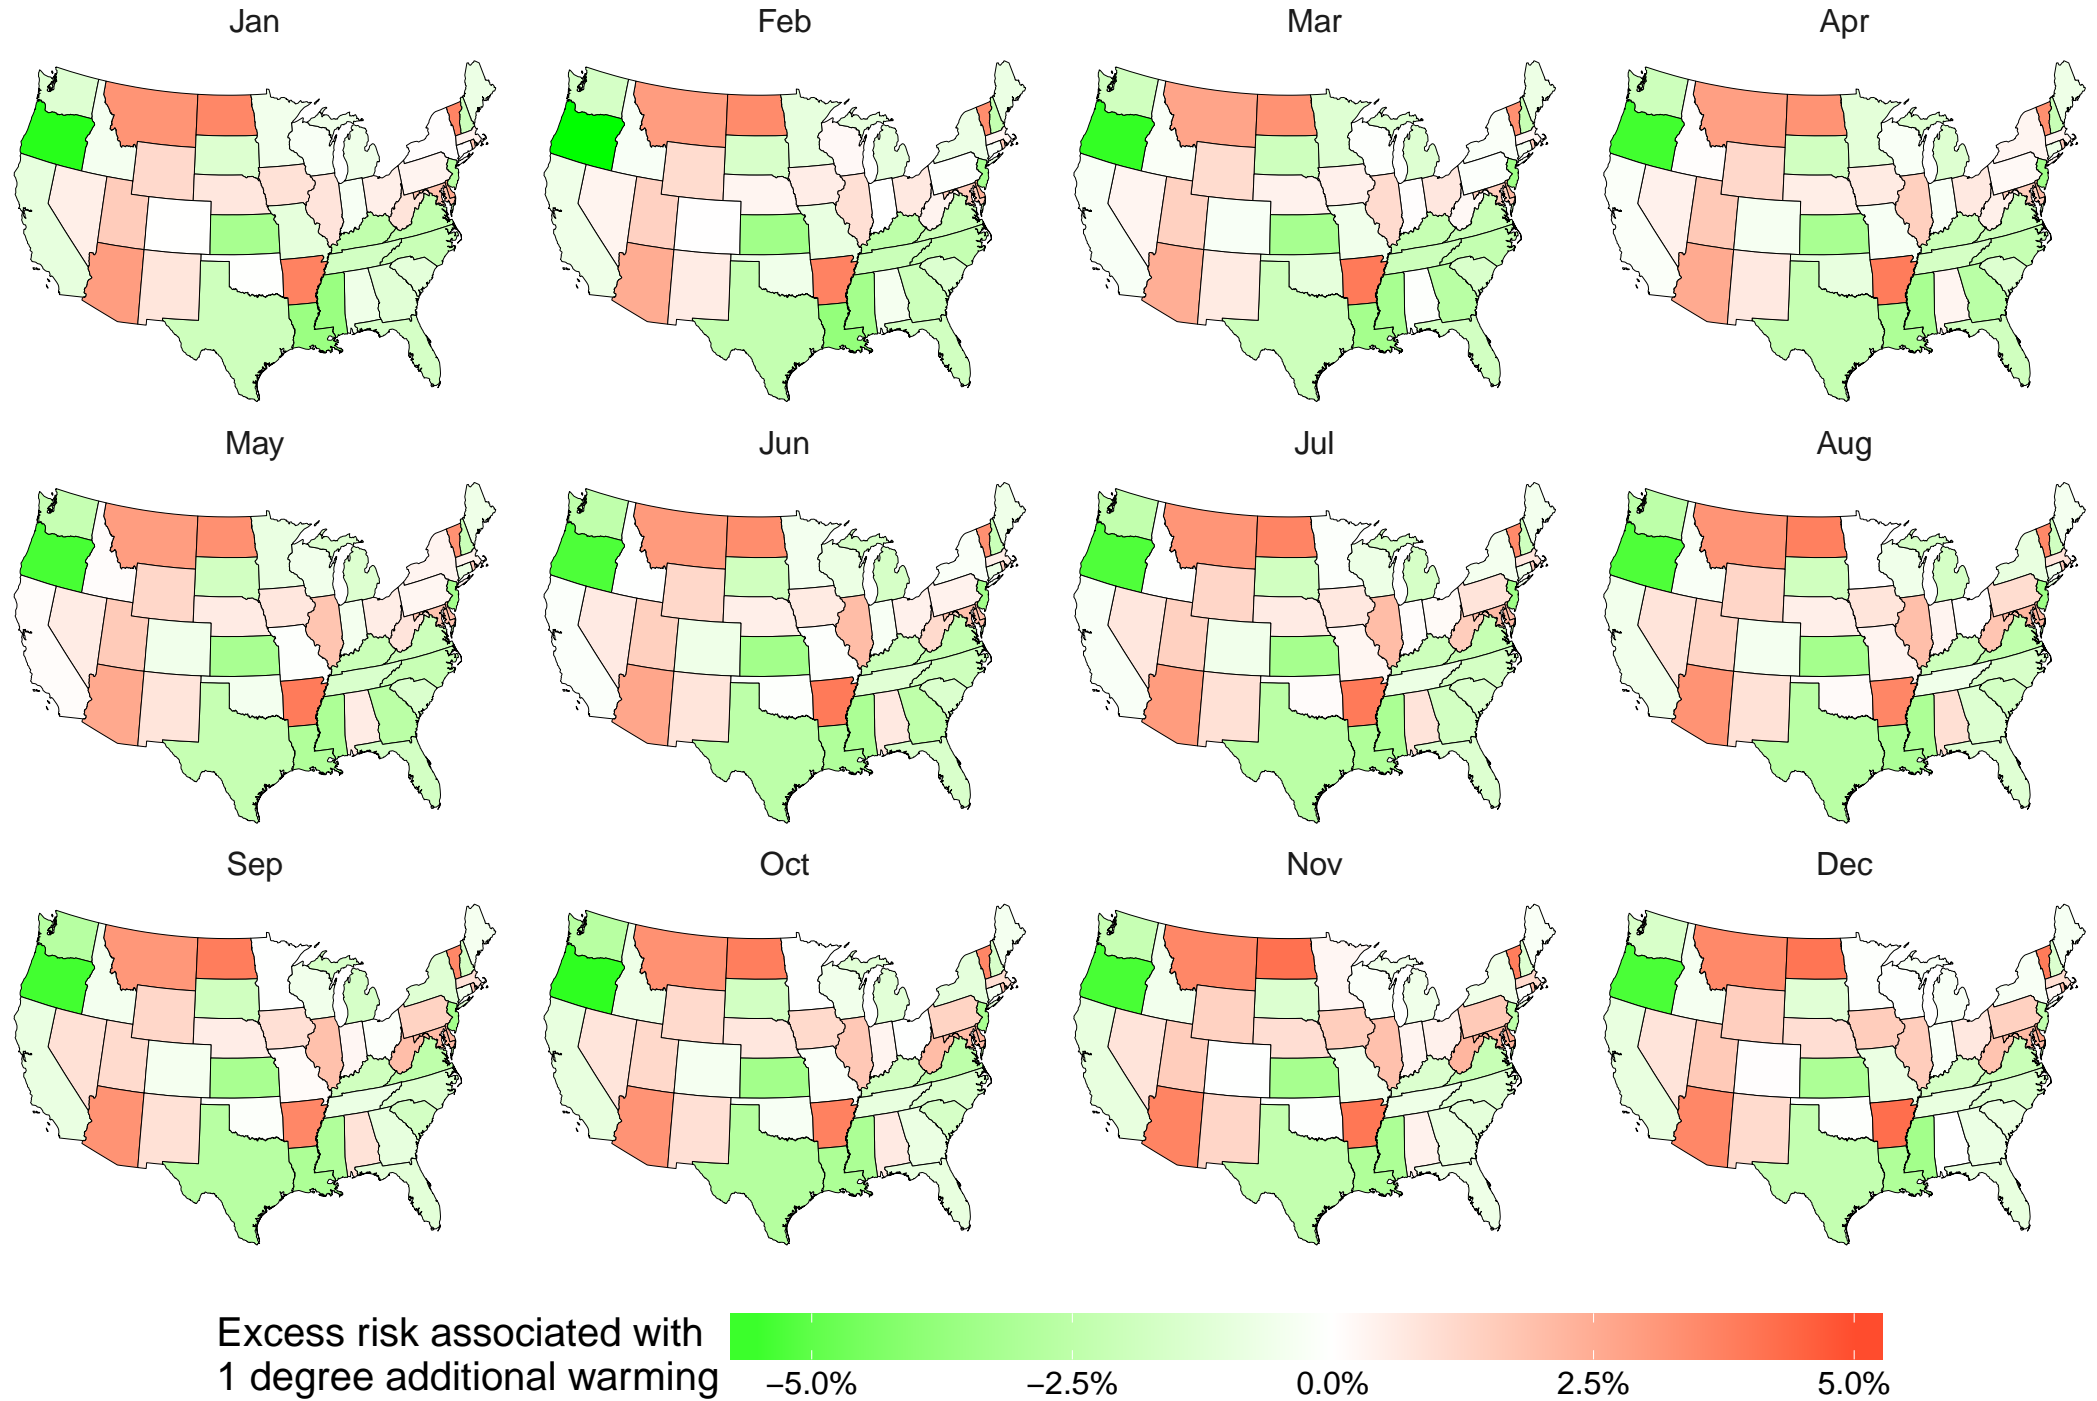 Jan Feb Mar Apr
May Jun Jul Aug
Sep Oct Nov Dec
Excess risk associated with
1 degree additional warming
−5.0% −2.5% 0.0% 2.5% 5.0%